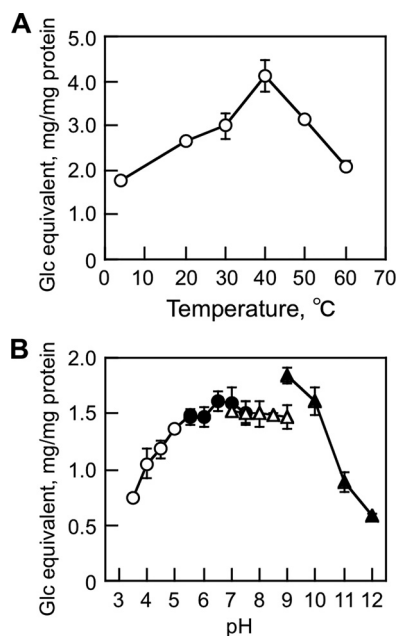 A
Glc equivalent, mg/mg protein
5.0
4.0
3.0
2.0
1.0
0
0 10 20 30 40 50 60 70
Temperature, °C
B
Glc equivalent, mg/mg protein
2.0
1.5
1.0
0.5
0
3 4 5 6 7 8 9 10 11 12
pH